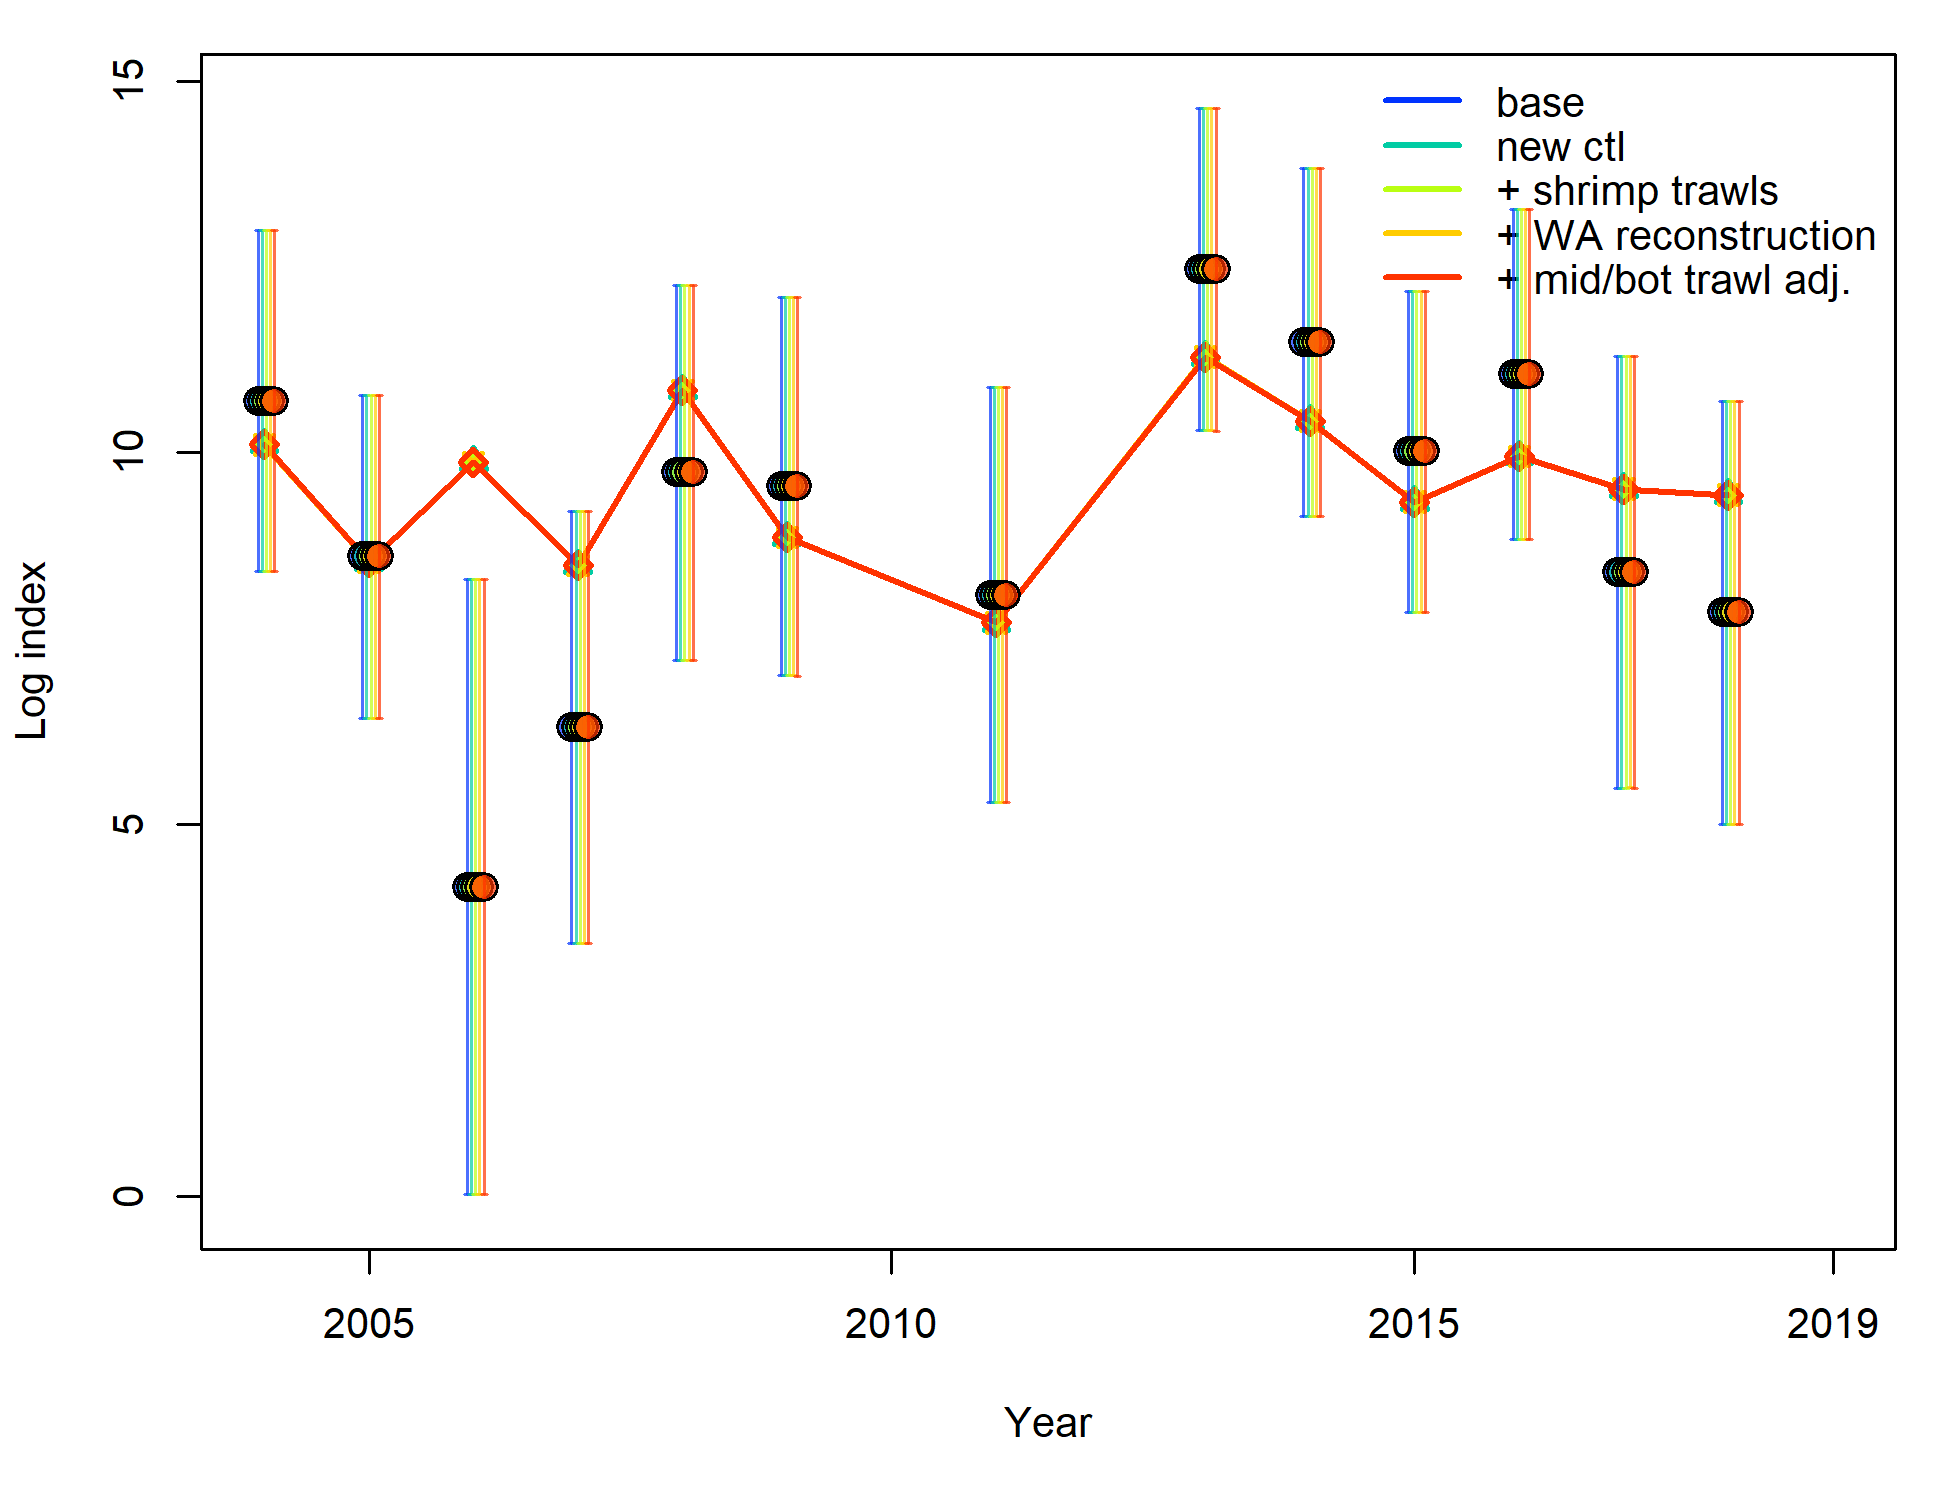 15
10
5
0
Log index
base
new ctl
+ shrimp trawls
+ WA reconstruction
+ mid/bot trawl adj.
2005 2010 2015 2019
Year